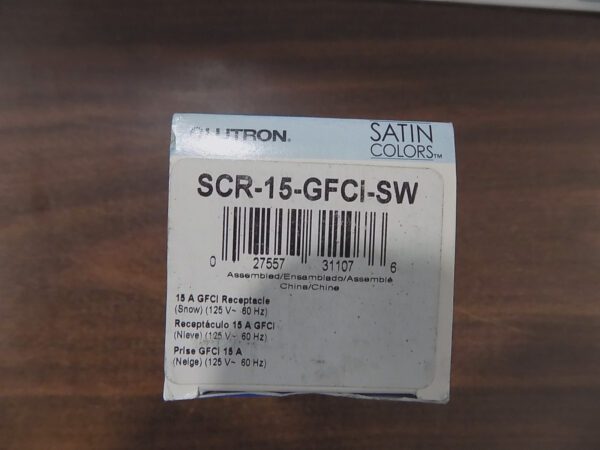 LUTRON®
SATIN
COLORS™
SCR-15-GFCI-SW
0 27557 31107 6
Assembled/Ensamblado/Assemblé
China/Chine
15 A GFCI Receptacle
(Snow) (125 V~ 60 Hz)
Receptáculo 15 A GFCI
(Nieve) (125 V~ 60 Hz)
Prise GFCI 15 A
(Neige) (125 V~ 60 Hz)